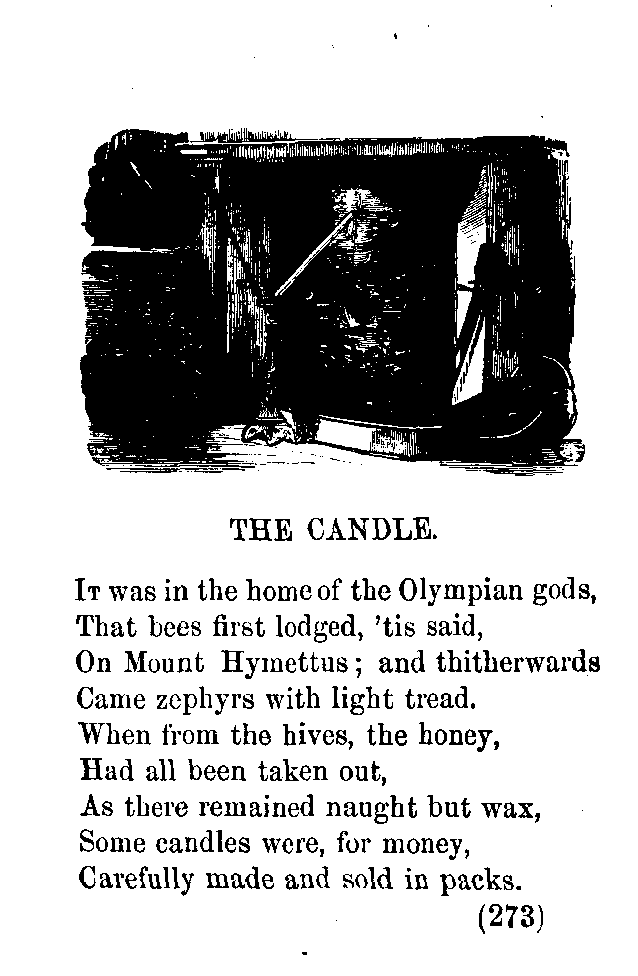 THE CANDLE.
IT was in the home of the Olympian gods,
That bees first lodged, 'tis said,
On Mount Hymettus; and thitherwards
Came zephyrs with light tread.
When from the hives, the honey,
Had all been taken out,
As there remained naught but wax,
Some candles were, for money,
Carefully made and sold in packs.
(273)